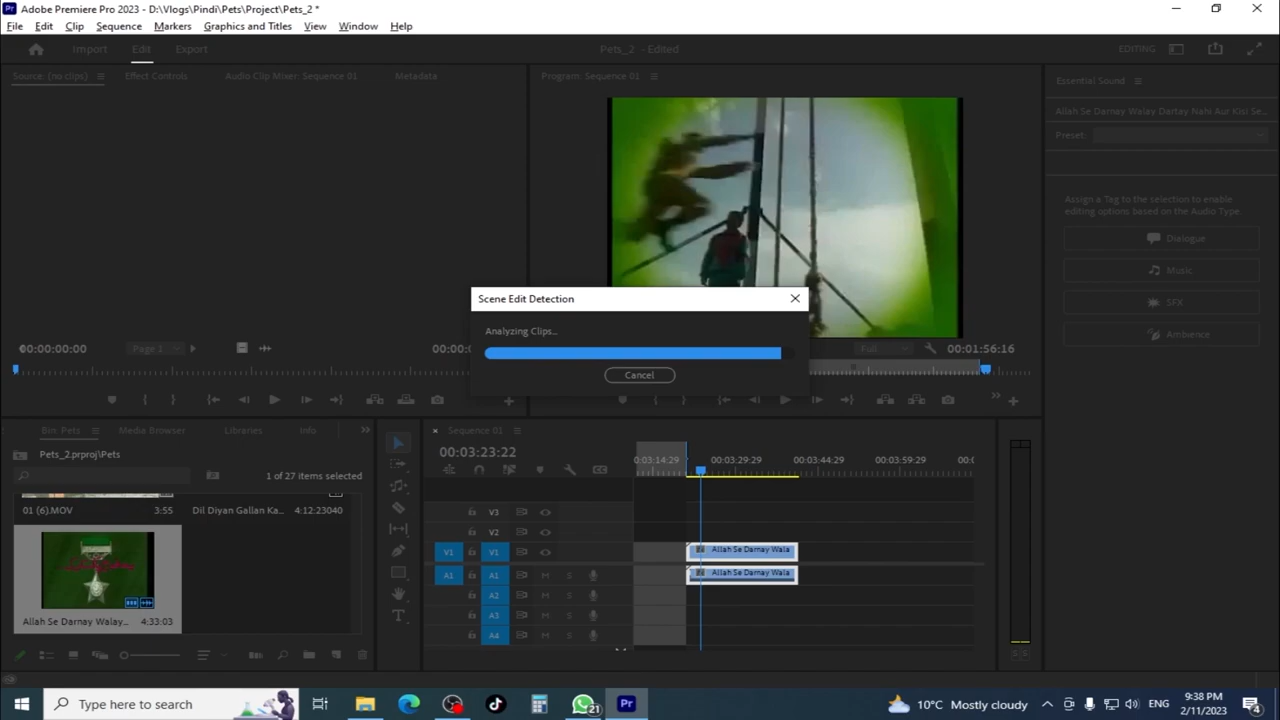 Adobe Premiere Pro 2023 - D:\Vlogs\Pindi\Pets\Project\Pets_2 *
File Edit Clip Sequence Markers Graphics and Titles View Window Help
Import Edit Export
Pets_2 - Edited
EDITING
Source: (no clips) Effect Controls Audio Clip Mixer: Sequence 01 Metadata
Program: Sequence 01
Essential Sound
Allah Se Darnay Walay Dartay Nahi Aur Kisi Se...
Preset:
Assign a Tag to the selection to enable
editing options based on the Audio Type.
Dialogue
Music
SFX
Ambience
Scene Edit Detection
Analyzing Clips...
Cancel
00:00:00:00
Page 1
00:00:0
Full
00:01:56:16
Bin: Pets Media Browser Libraries Info
Pets_2.prproj\Pets
1 of 27 items selected
01 (6).MOV 3:55
Dil Diyan Gallan Ka... 4:12:23040
Allah Se Darnay Walay... 4:33:03
Sequence 01
00:03:23:22
0:03:14:29 00:03:29:29 00:03:44:29 00:03:59:29 00:0
V3
V2
V1 V1 Allah Se Darnay Wala
A1 A1 M S Allah Se Darnay Wala
A2 M S
A3 M S
A4 M S
S S
Type here to search
21
10°C Mostly cloudy
ENG
9:38 PM
2/11/2023
4